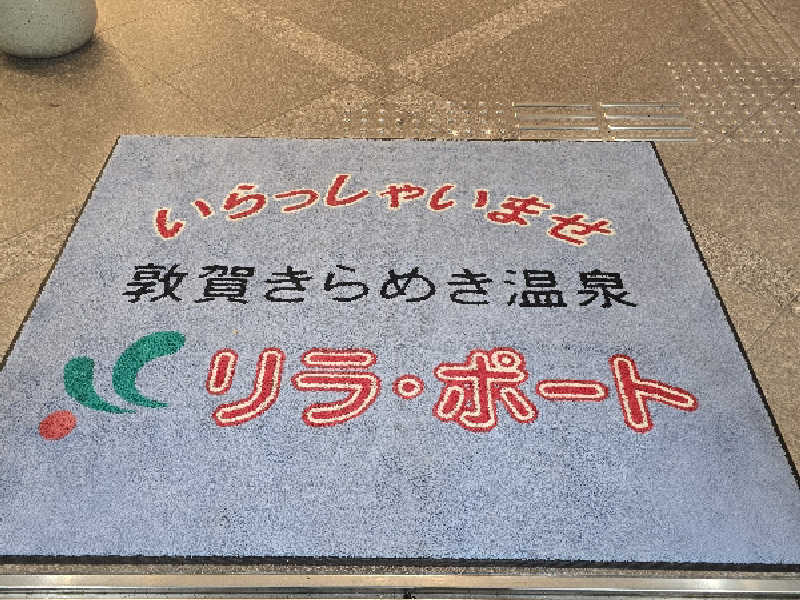 いらっしゃいませ
敦賀きらめき温泉
リラ・ポート